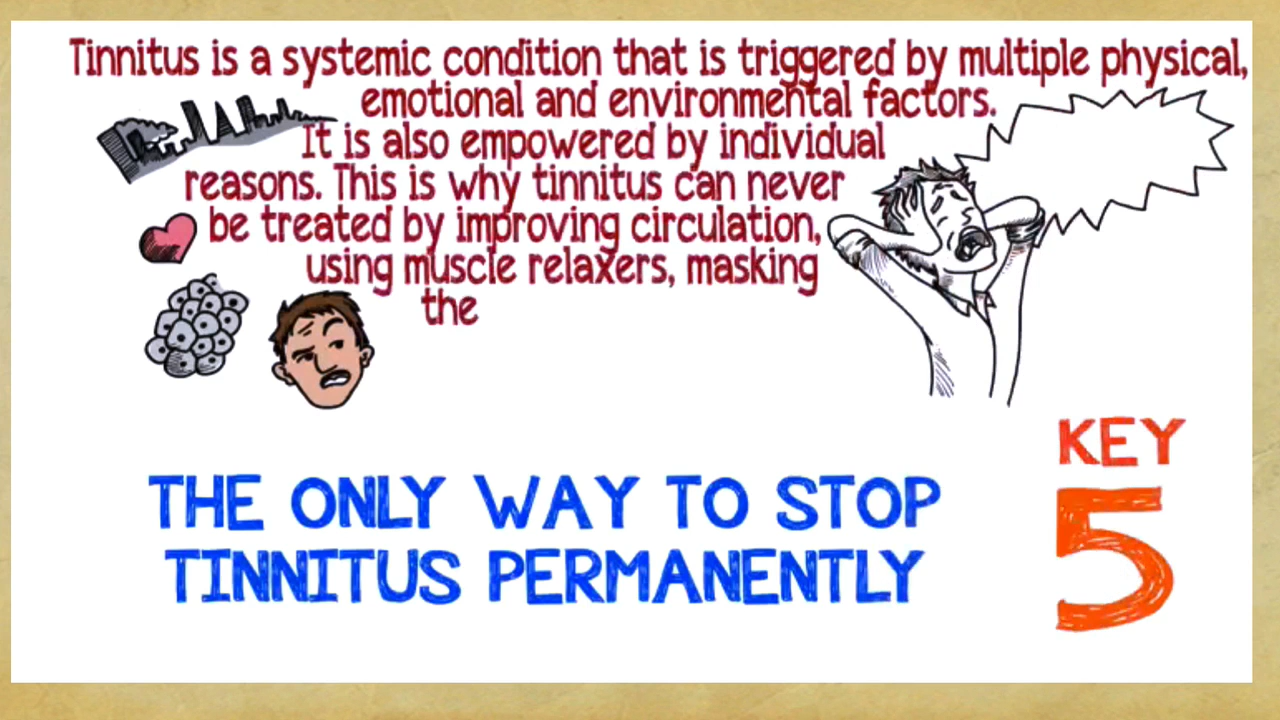 Tinnitus is a systemic condition that is triggered by multiple physical,
emotional and environmental factors.
It is also empowered by individual
reasons. This is why tinnitus can never
be treated by improving circulation,
using muscle relaxers, masking
the
KEY
5
THE ONLY WAY TO STOP
TINNITUS PERMANENTLY